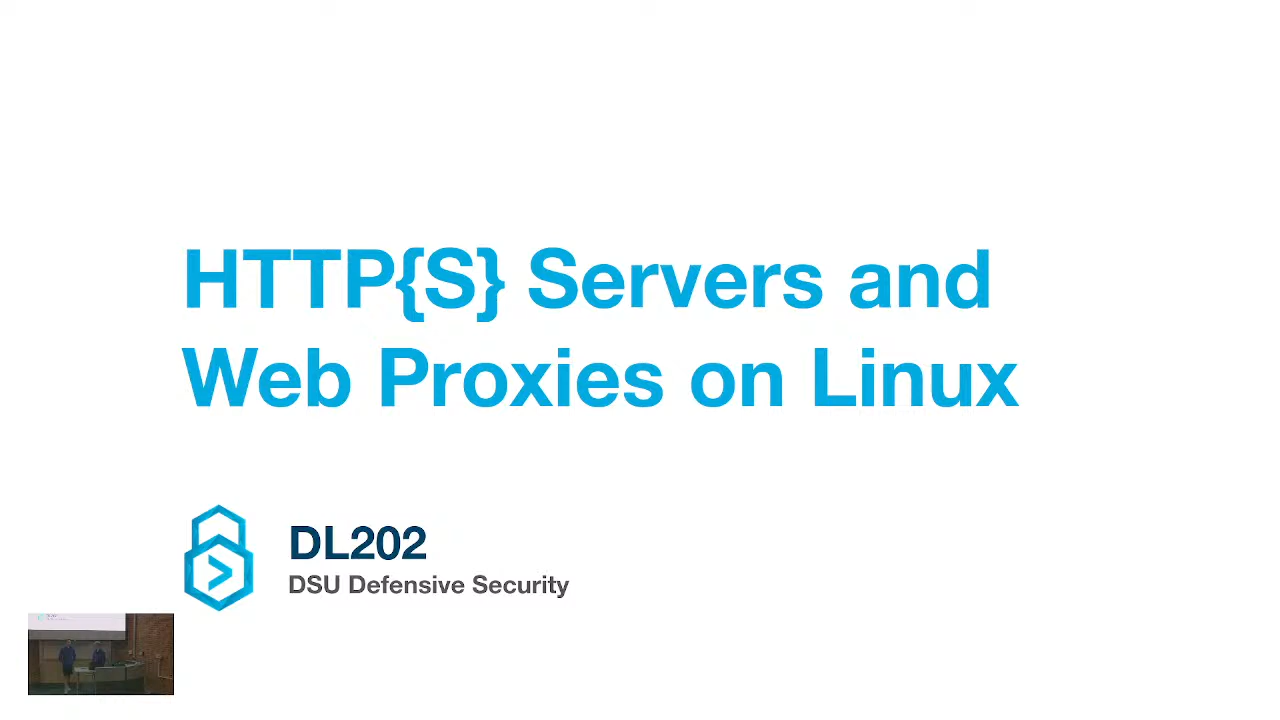 HTTP{S} Servers and
Web Proxies on Linux
DL202
DSU Defensive Security